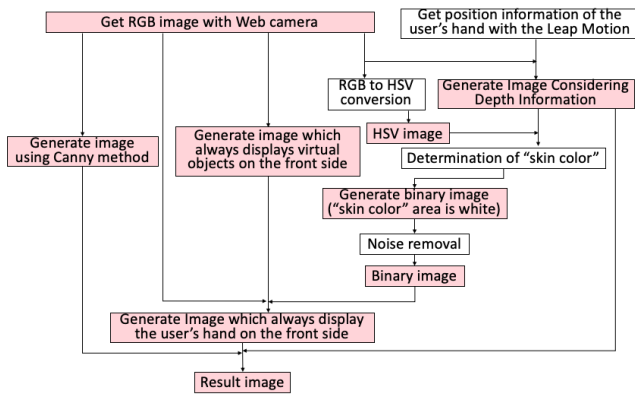 Get RGB image with Web camera
Get position information of the
user's hand with the Leap Motion
RGB to HSV
conversion
Generate Image Considering
Depth Information
Generate image
using Canny method
Generate image which
always displays virtual
objects on the front side
HSV image
Determination of “skin color”
Generate binary image
(“skin color” area is white)
Noise removal
Binary image
Generate Image which always display
the user's hand on the front side
Result image